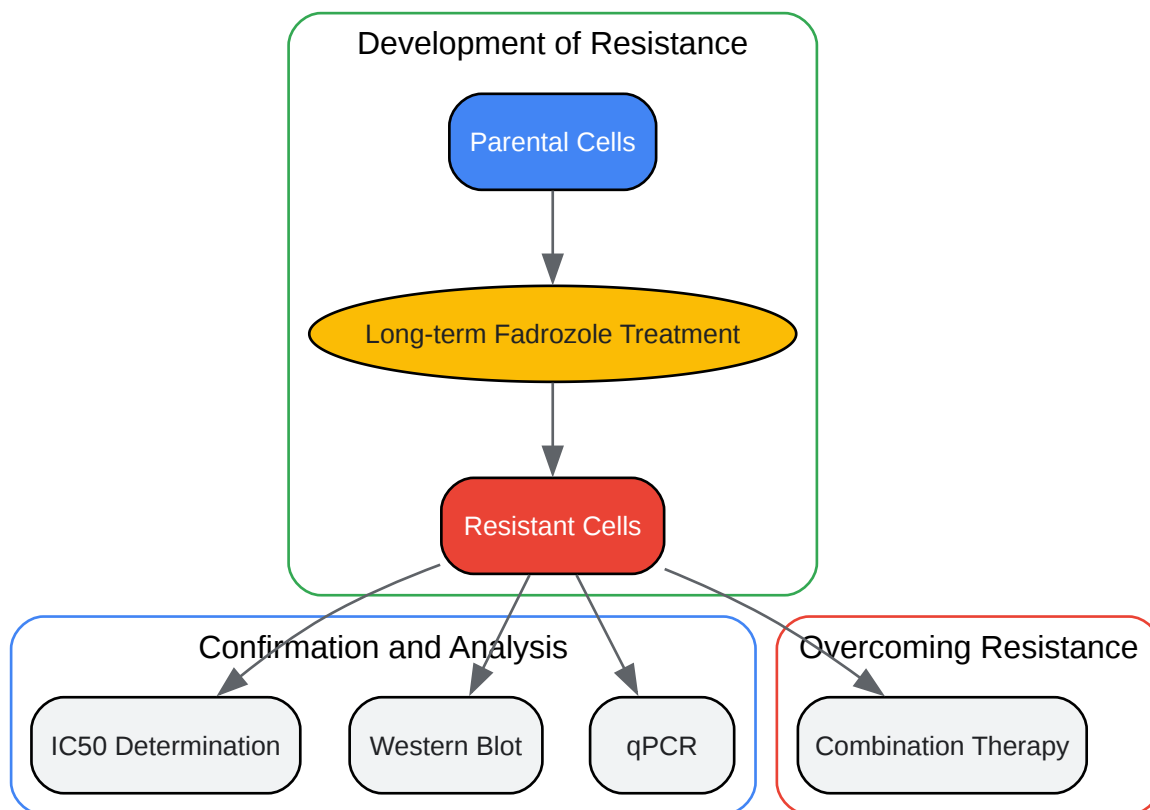 Development of Resistance
Parental Cells
Long-term Fadrozole Treatment
Resistant Cells
Confirmation and Analysis
Overcoming Resistance
IC50 Determination
Western Blot
qPCR
Combination Therapy